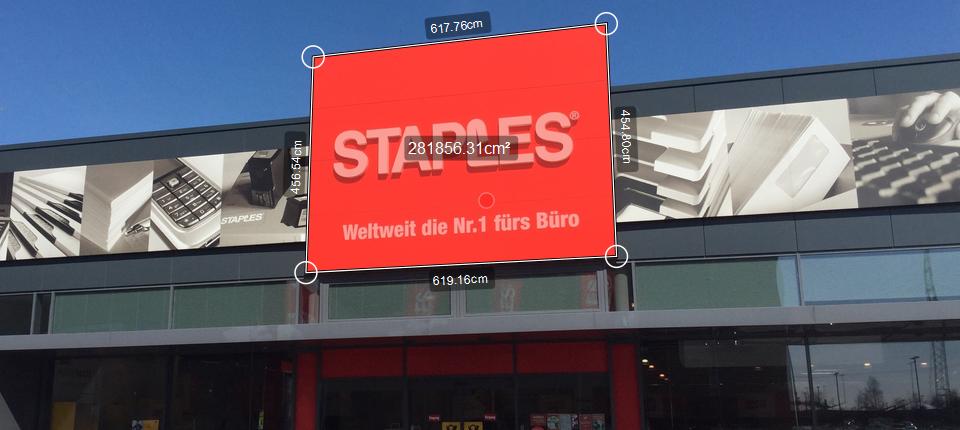 617.76cm
456.54cm
454.80cm
STAPLES®
281856.31cm²
STAPLES
Weltweit die Nr.1 fürs Büro
619.16cm